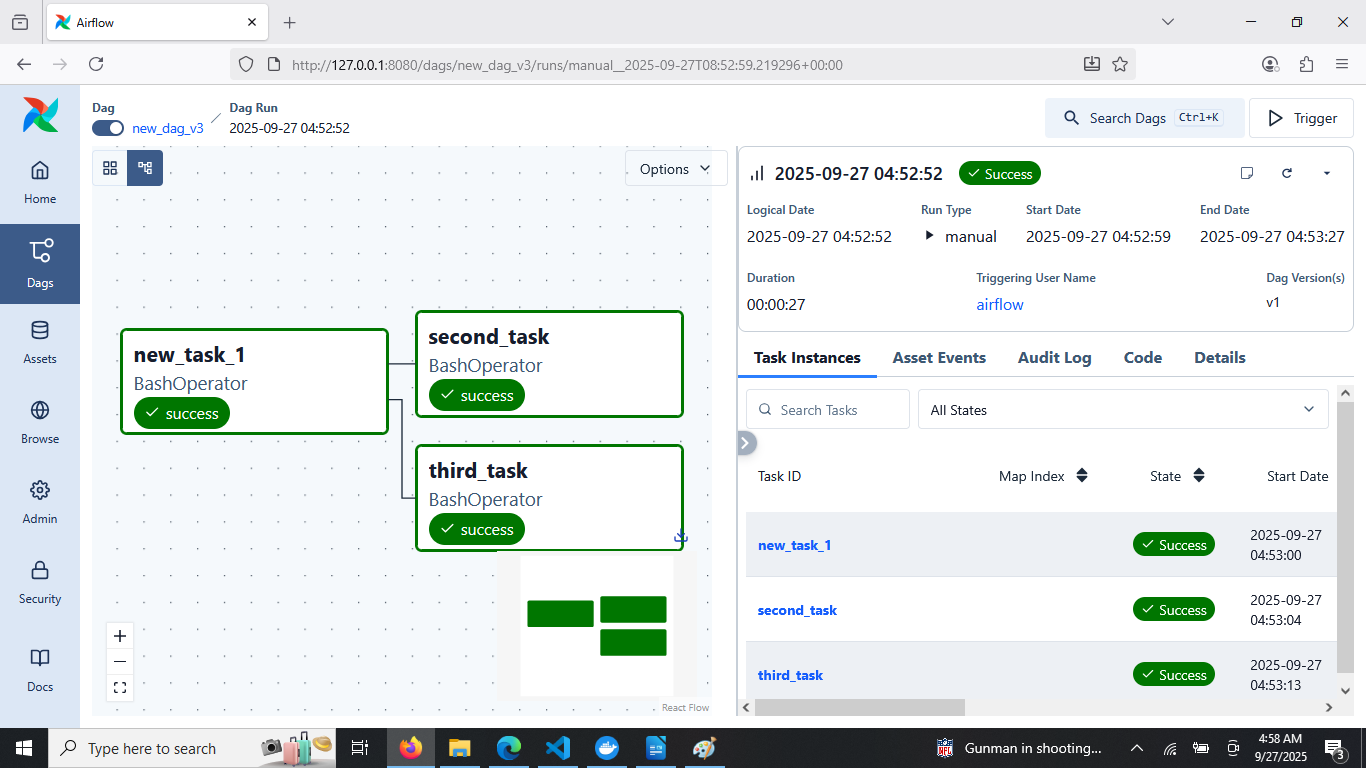 Airflow
http://127.0.0.1:8080/dags/new_dag_v3/runs/manual__2025-09-27T08:52:59.219296+00:00
Dag
new_dag_v3
Dag Run
2025-09-27 04:52:52
Search Dags Ctrl+K
Trigger
Home
Dags
Assets
Browse
Admin
Security
Docs
Options
new_task_1
BashOperator
success
second_task
BashOperator
success
third_task
BashOperator
success
React Flow
2025-09-27 04:52:52 Success
Logical Date Run Type Start Date End Date
2025-09-27 04:52:52 manual 2025-09-27 04:52:59 2025-09-27 04:53:27
Duration Triggering User Name Dag Version(s)
00:00:27 airflow v1
Task Instances Asset Events Audit Log Code Details
Search Tasks All States
Task ID Map Index State Start Date
new_task_1 Success 2025-09-27
04:53:00
second_task Success 2025-09-27
04:53:04
third_task Success 2025-09-27
04:53:13
Type here to search
NFL
Gunman in shooting...
4:58 AM
9/27/2025
3